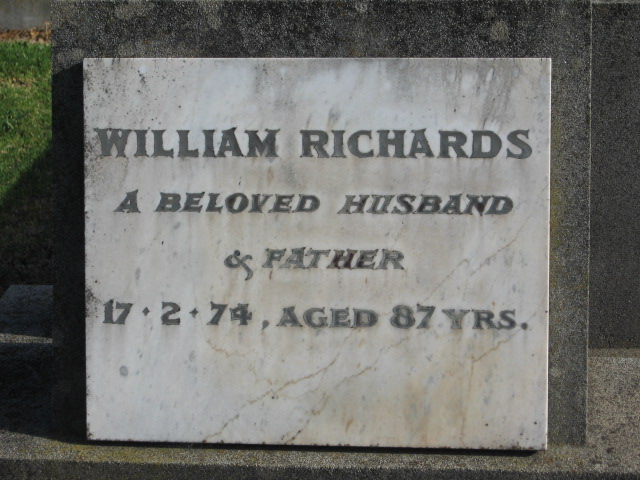 WILLIAM RICHARDS
A BELOVED HUSBAND
& FATHER
17·2·74, AGED 87 YRS.